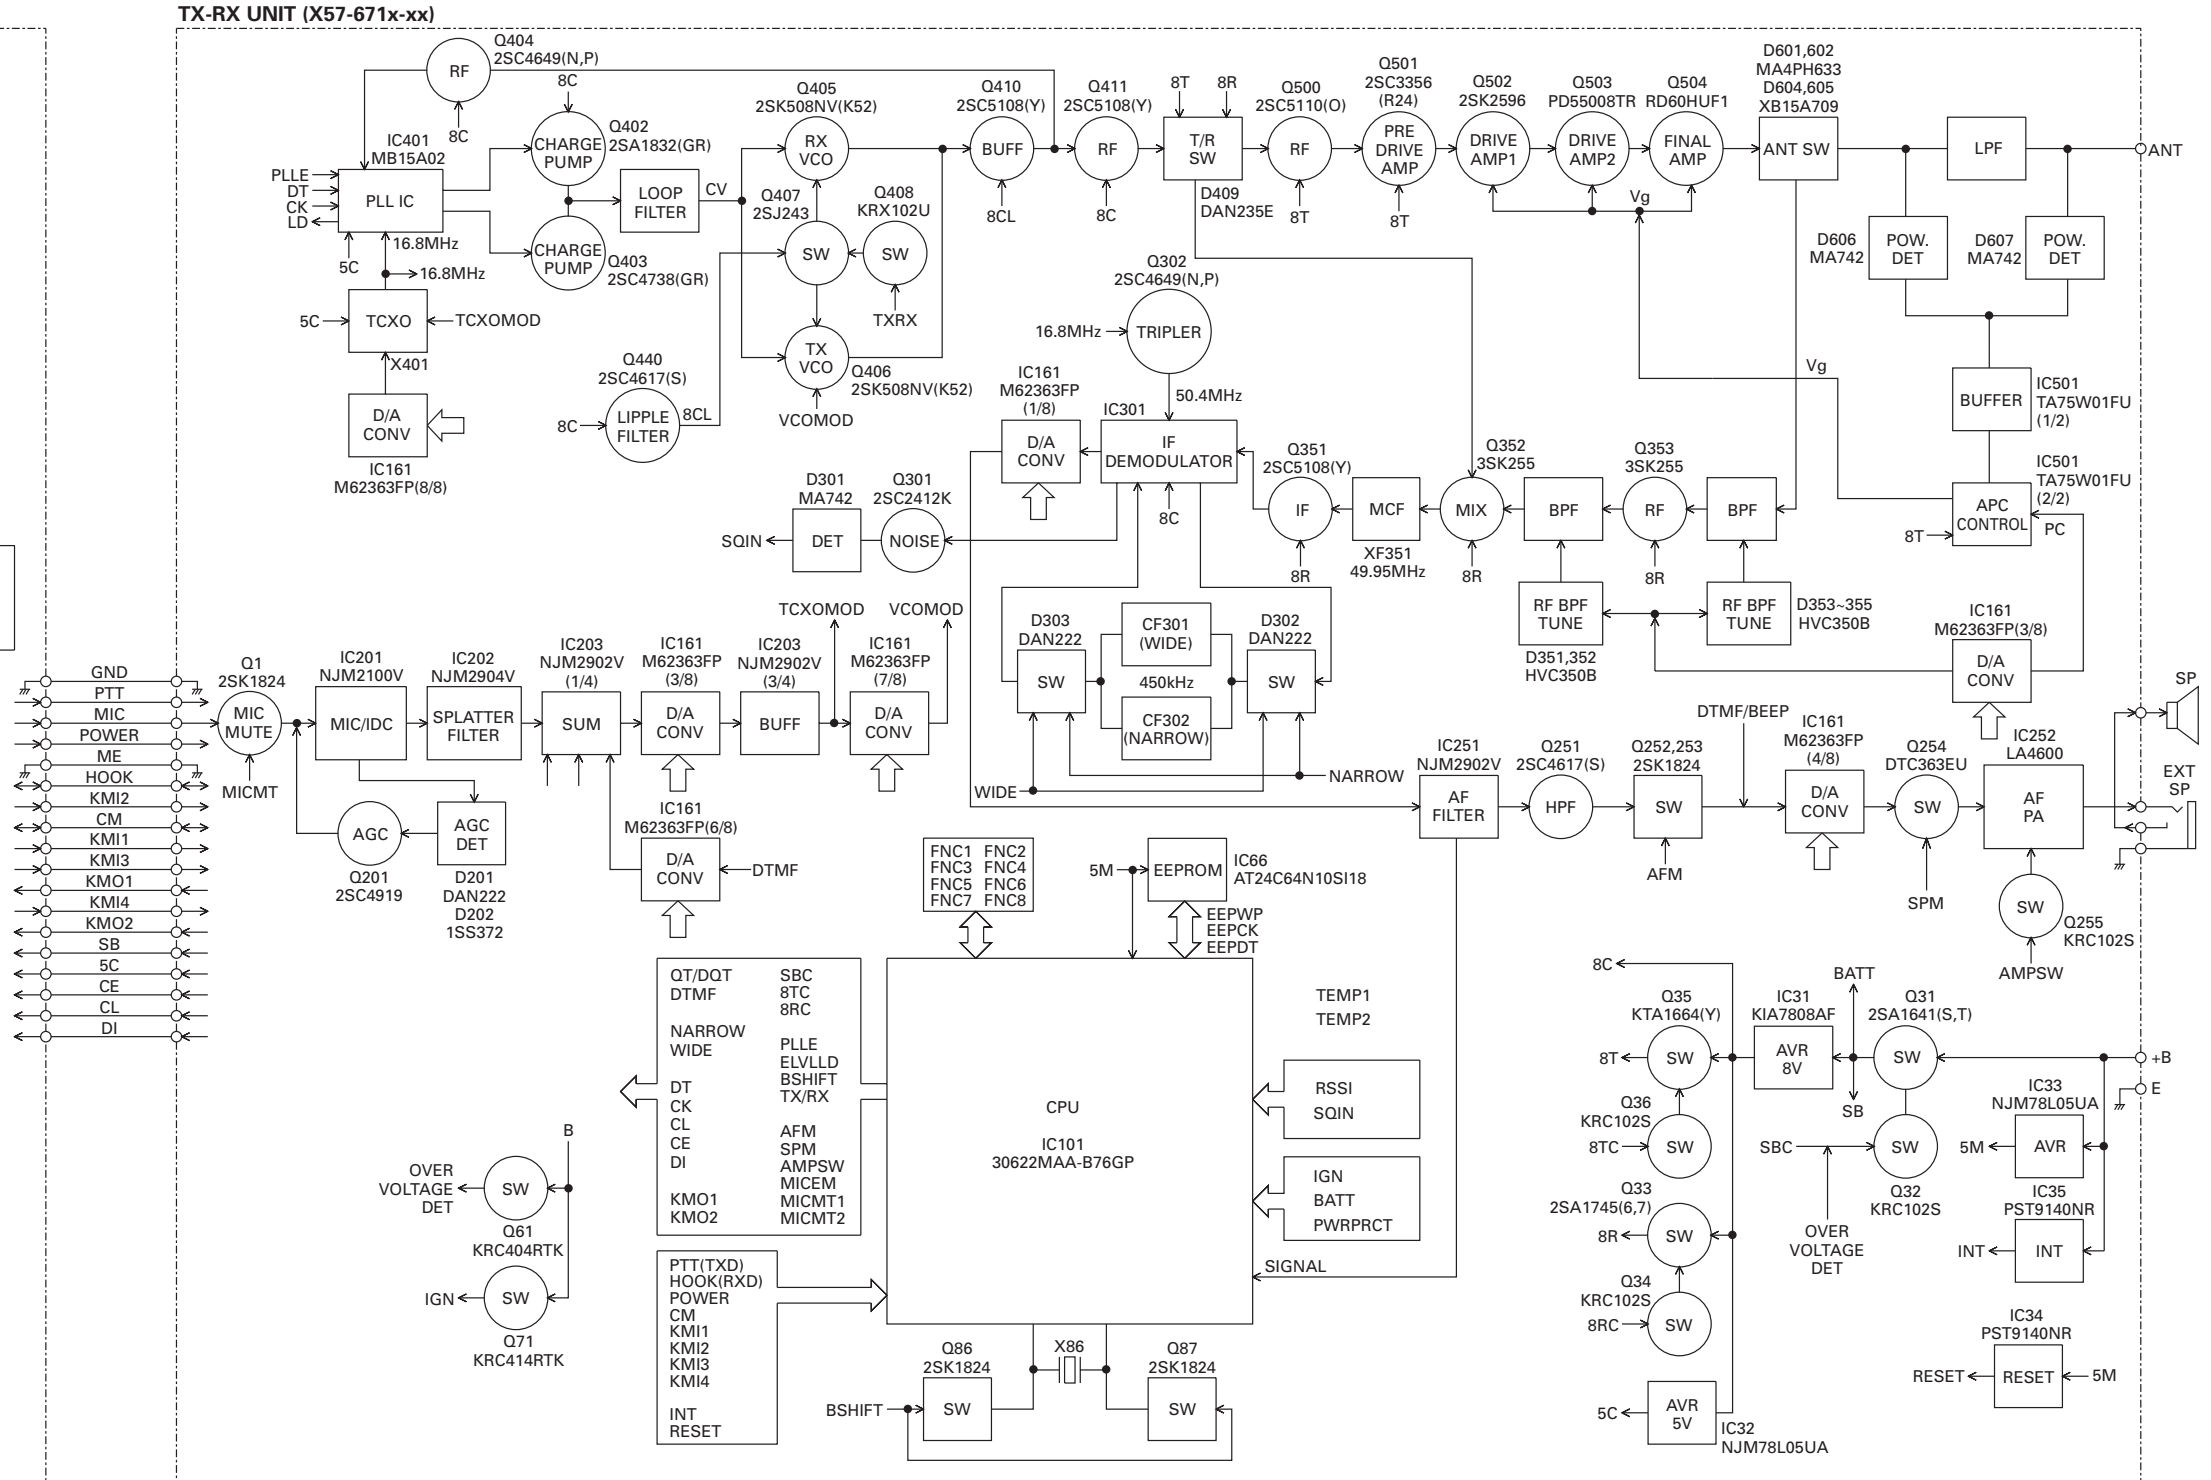 TX-RX UNIT (X57-671x-xx)
Q404
2SC4649(N,P)
RF
8C
8C
IC401
MB15A02
PLLE
DT
CK
LD
PLL IC
5C
16.8MHz
16.8MHz
5C
TCXO
TCXOMOD
X401
D/A
CONV
IC161
M62363FP(8/8)
CHARGE
PUMP
Q402
2SA1832(GR)
CHARGE
PUMP
Q403
2SC4738(GR)
LOOP
FILTER
CV
Q405
2SK508NV(K52)
RX
VCO
Q407
2SJ243
SW
Q408
KRX102U
SW
TXRX
TX
VCO
Q406
2SK508NV(K52)
VCOMOD
Q440
2SC4617(S)
8C
LIPPLE
FILTER
8CL
Q410
2SC5108(Y)
BUFF
8CL
Q411
2SC5108(Y)
RF
8C
8T
8R
T/R
SW
D409
DAN235E
Q500
2SC5110(O)
RF
8T
Q501
2SC3356
(R24)
PRE
DRIVE
AMP
8T
Q502
2SK2596
DRIVE
AMP1
Q503
PD55008TR
DRIVE
AMP2
Q504
RD60HUF1
FINAL
AMP
Vg
D601,602
MA4PH633
D604,605
XB15A709
ANT SW
LPF
ANT
D606
MA742
POW.
DET
D607
MA742
POW.
DET
Vg
BUFFER
IC501
TA75W01FU
(1/2)
IC501
TA75W01FU
(2/2)
APC
CONTROL
8T
PC
Q302
2SC4649(N,P)
16.8MHz
TRIPLER
50.4MHz
IC161
M62363FP
(1/8)
D/A
CONV
IC301
IF
DEMODULATOR
8C
Q351
2SC5108(Y)
IF
8R
MCF
XF351
49.95MHz
Q352
3SK255
MIX
8R
BPF
Q353
3SK255
RF
8R
BPF
RF BPF
TUNE
D351,352
HVC350B
RF BPF
TUNE
D353~355
HVC350B
IC161
M62363FP(3/8)
D/A
CONV
D301
MA742
SQIN
DET
Q301
2SC2412K
NOISE
D303
DAN222
SW
CF301
(WIDE)
450kHz
CF302
(NARROW)
D302
DAN222
SW
WIDE
NARROW
GND
PTT
MIC
POWER
ME
HOOK
KMI2
CM
KMI1
KMI3
KMO1
KMI4
KMO2
SB
5C
CE
CL
DI
Q1
2SK1824
MIC
MUTE
MICMT
IC201
NJM2100V
MIC/IDC
IC202
NJM2904V
SPLATTER
FILTER
AGC
Q201
2SC4919
AGC
DET
D201
DAN222
D202
1SS372
IC203
NJM2902V
(1/4)
SUM
IC161
M62363FP
(3/8)
D/A
CONV
TCXOMOD
IC203
NJM2902V
(3/4)
BUFF
VCOMOD
IC161
M62363FP
(7/8)
D/A
CONV
IC161
M62363FP(6/8)
D/A
CONV
DTMF
IC251
NJM2902V
AF
FILTER
Q251
2SC4617(S)
HPF
Q252,253
2SK1824
SW
AFM
DTMF/BEEP
IC161
M62363FP
(4/8)
D/A
CONV
Q254
DTC363EU
SW
SPM
IC252
LA4600
AF
PA
SW
Q255
KRC102S
AMPSW
SP
EXT
SP
FNC1 FNC2
FNC3 FNC4
FNC5 FNC6
FNC7 FNC8
5M
EEPROM
IC66
AT24C64N10SI18
EEPWP
EEPCK
EEPDT
QT/DQT
DTMF
NARROW
WIDE
DT
CK
CL
CE
DI
KMO1
KMO2
SBC
8TC
8RC
PLLE
ELVLLD
BSHIFT
TX/RX
AFM
SPM
AMPSW
MICEM
MICMT1
MICMT2
CPU
IC101
30622MAA-B76GP
TEMP1
TEMP2
RSSI
SQIN
IGN
BATT
PWRPRCT
SIGNAL
PTT(TXD)
HOOK(RXD)
POWER
CM
KMI1
KMI2
KMI3
KMI4
INT
RESET
B
OVER
VOLTAGE
DET
SW
Q61
KRC404RTK
IGN
SW
Q71
KRC414RTK
BSHIFT
Q86
2SK1824
SW
X86
Q87
2SK1824
SW
8C
Q35
KTA1664(Y)
8T
SW
Q36
KRC102S
8TC
SW
Q33
2SA1745(6,7)
8R
SW
Q34
KRC102S
8RC
SW
5C
AVR
5V
IC32
NJM78L05UA
IC31
KIA7808AF
AVR
8V
BATT
SB
Q31
2SA1641(S,T)
SW
SBC
SW
Q32
KRC102S
OVER
VOLTAGE
DET
+B
E
IC33
NJM78L05UA
5M
AVR
IC35
PST9140NR
INT
INT
IC34
PST9140NR
RESET
RESET
5M